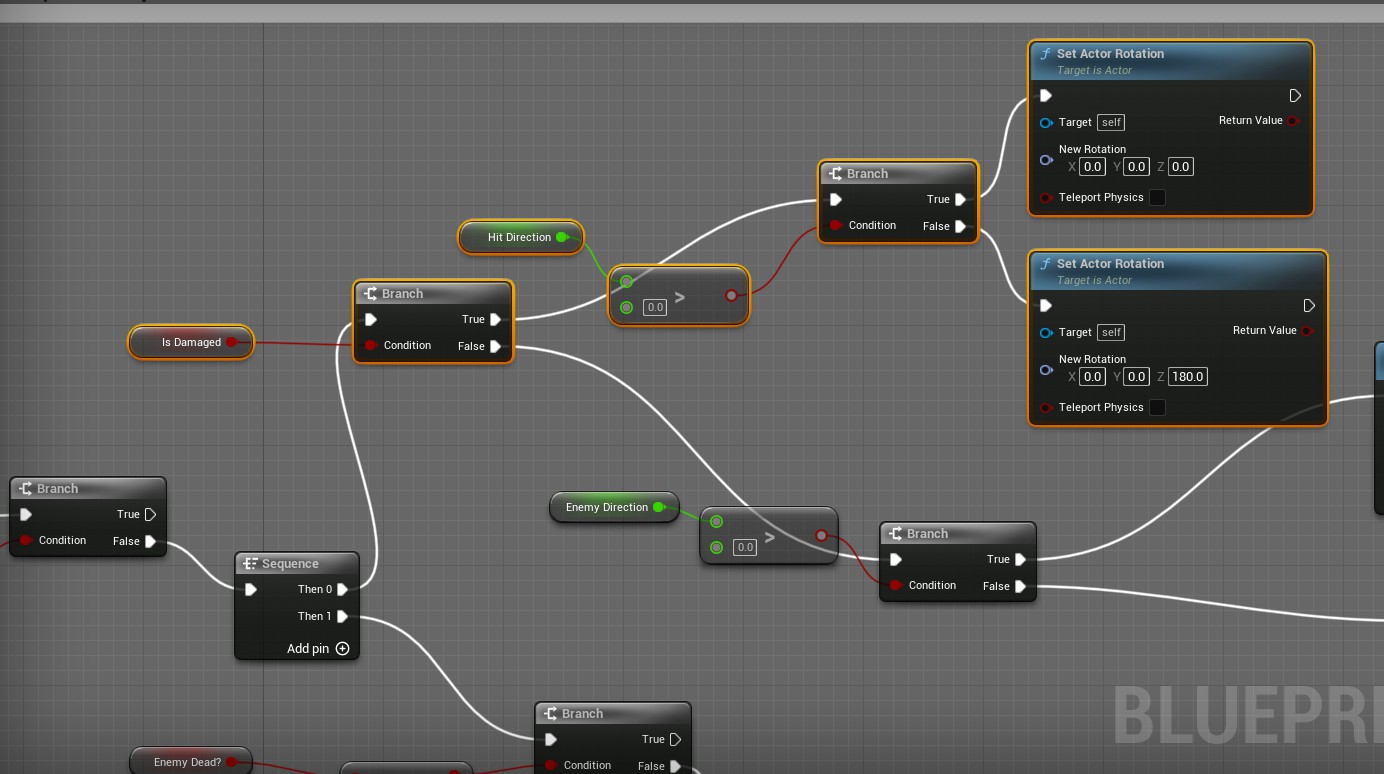 Set Actor Rotation
Target is Actor
Target self
Return Value
New Rotation
X 0.0 Y 0.0 Z 0.0
Teleport Physics
Branch
True
Condition
False
Hit Direction
0.0 >
Set Actor Rotation
Target is Actor
Target self
Return Value
New Rotation
X 0.0 Y 0.0 Z 180.0
Teleport Physics
Branch
True
Condition
False
Is Damaged
Branch
True
Condition
False
Sequence
Then 0
Then 1
Add pin
Enemy Direction
0.0 >
Branch
True
Condition
False
Branch
True
Condition
False
Enemy Dead?